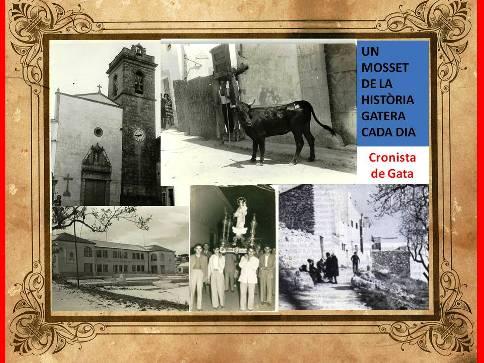 UN
MOSSET
DE LA
HISTÒRIA
GATERA
CADA DIA
Cronista
de Gata